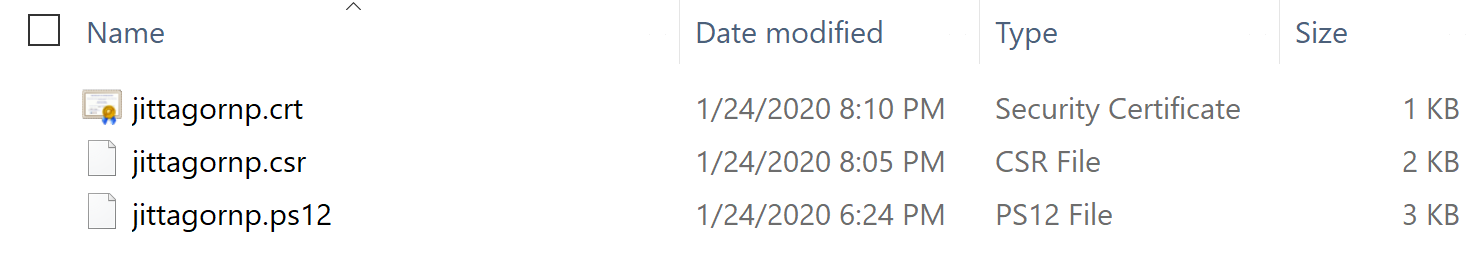 Name Date modified Type Size
jittagornp.crt 1/24/2020 8:10 PM Security Certificate 1 KB
jittagornp.csr 1/24/2020 8:05 PM CSR File 2 KB
jittagornp.ps12 1/24/2020 6:24 PM PS12 File 3 KB